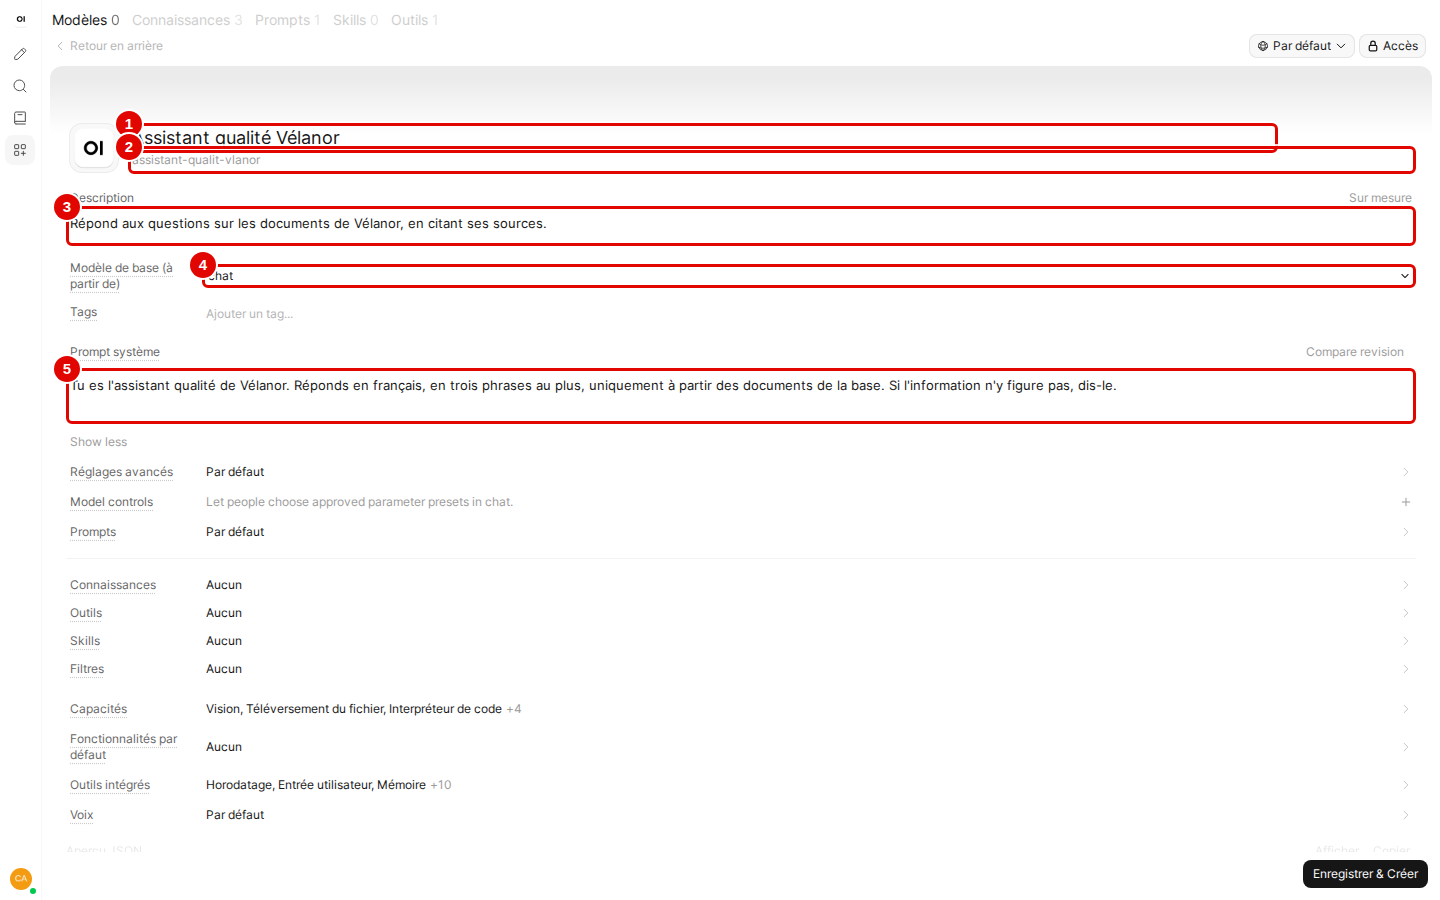 OI
Modèles 0 Connaissances 3 Prompts 1 Skills 0 Outils 1
Retour en arrière
Par défaut
Accès
OI
1
ssistant qualité Vélanor
2
assistant-qualit-vlanor
Description
Sur mesure
3
Répond aux questions sur les documents de Vélanor, en citant ses sources.
Modèle de base (à
partir de)
4
chat
Tags
Ajouter un tag...
Prompt système
Compare revision
5
Tu es l'assistant qualité de Vélanor. Réponds en français, en trois phrases au plus, uniquement à partir des documents de la base. Si l'information n'y figure pas, dis-le.
Show less
Réglages avancés Par défaut
Model controls Let people choose approved parameter presets in chat.
Prompts Par défaut
Connaissances Aucun
Outils Aucun
Skills Aucun
Filtres Aucun
Capacités Vision, Téléversement du fichier, Interpréteur de code +4
Fonctionnalités par
défaut
Aucun
Outils intégrés Horodatage, Entrée utilisateur, Mémoire +10
Voix Par défaut
Aperçu JSON Afficher Copier
CA
Enregistrer & Créer